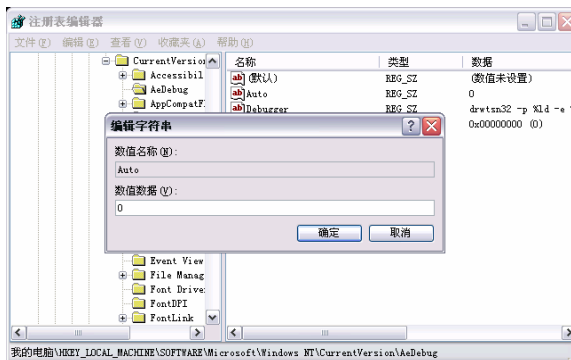 注册表编辑器
文件(F) 编辑(E) 查看(V) 收藏夹(A) 帮助(H)
CurrentVersion
Accessibil
AeDebug
AppCompatF
名称 类型 数据
(默认) REG_SZ (数值未设置)
Auto REG_SZ 0
Debugger REG_SZ drwtsn32 -p %ld -e %
0x00000000 (0)
编辑字符串
数值名称(N):
Auto
数值数据(V):
0
确定 取消
Event View
File Manag
Font Drive
FontDPI
FontLink
我的电脑\HKEY_LOCAL_MACHINE\SOFTWARE\Microsoft\Windows NT\CurrentVersion\AeDebug